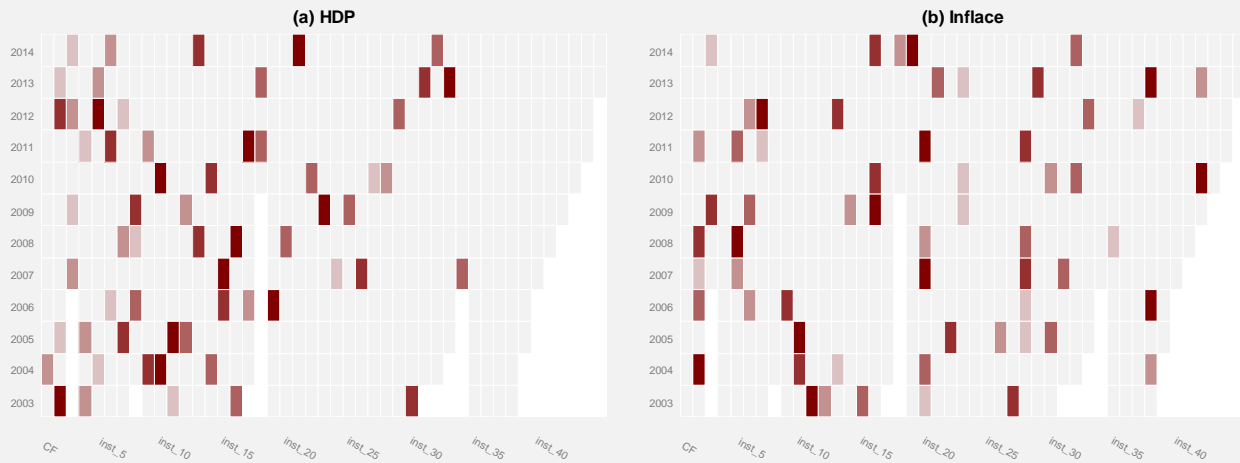 (a) HDP
2014
2013
2012
2011
2010
2009
2008
2007
2006
2005
2004
2003
CF
inst_5
inst_10
inst_15
inst_20
inst_25
inst_30
inst_35
inst_40
(b) Inflace
2014
2013
2012
2011
2010
2009
2008
2007
2006
2005
2004
2003
CF
inst_5
inst_10
inst_15
inst_20
inst_25
inst_30
inst_35
inst_40